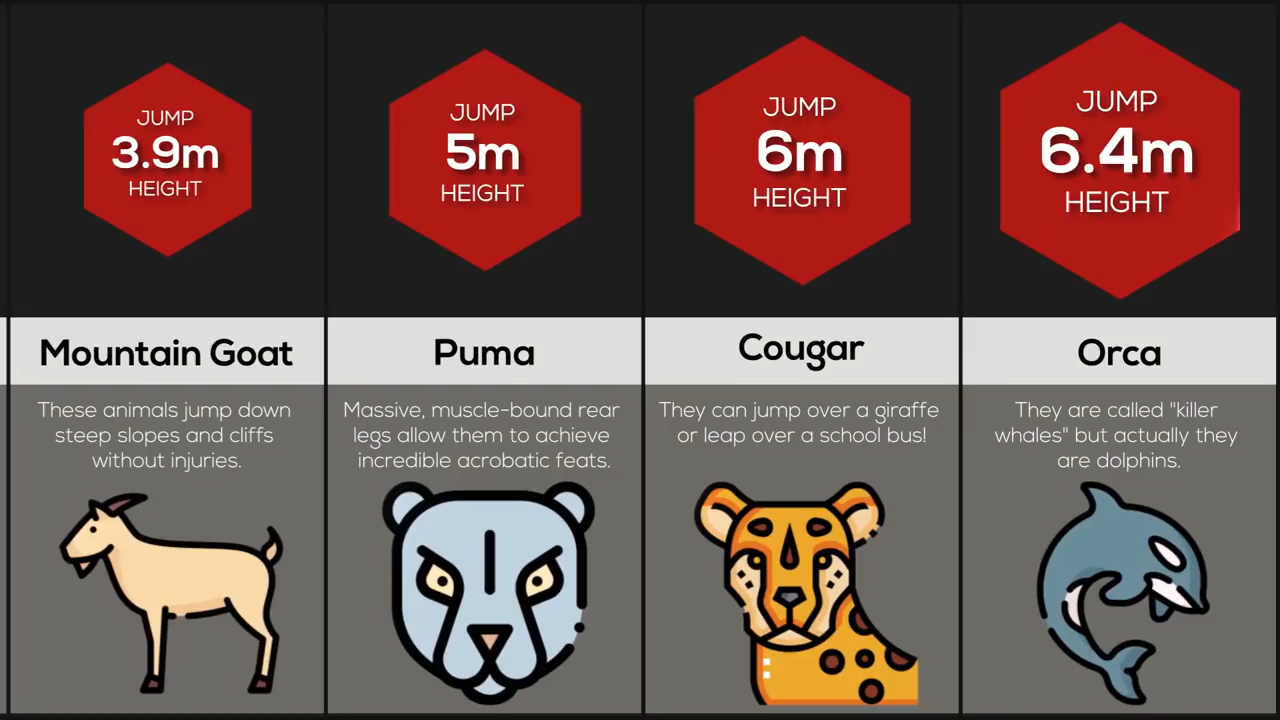 JUMP
3.9m
HEIGHT
Mountain Goat
These animals jump down
steep slopes and cliffs
without injuries.
JUMP
5m
HEIGHT
Puma
Massive, muscle-bound rear
legs allow them to achieve
incredible acrobatic feats.
JUMP
6m
HEIGHT
Cougar
They can jump over a giraffe
or leap over a school bus!
JUMP
6.4m
HEIGHT
Orca
They are called "killer
whales" but actually they
are dolphins.